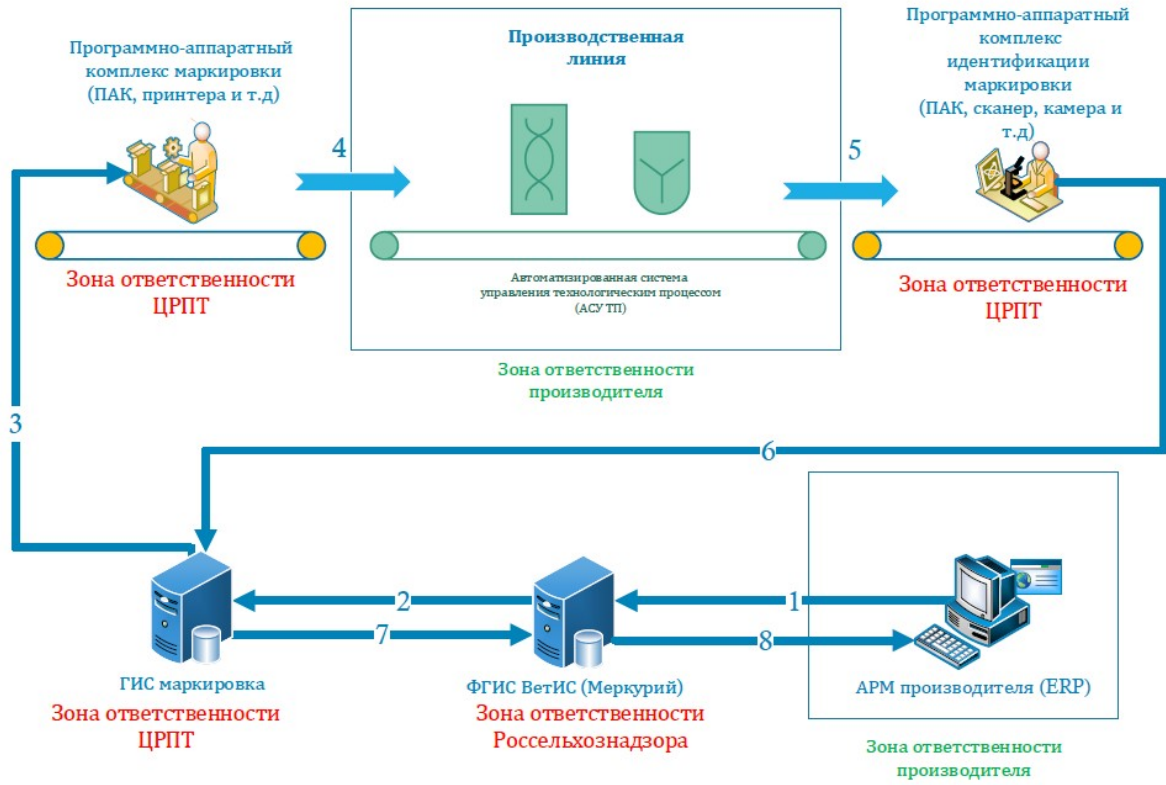 Программно-аппаратный
комплекс маркировки
(ПАК, принтера и т.д)
Производственная
линия
Программно-аппаратный
комплекс
идентификации
маркировки
(ПАК, сканер, камера и
т.д)
4
5
Зона ответственности
ЦРПТ
Автоматизированная система
управления технологическим процессом
(АСУ ТП)
Зона ответственности
ЦРПТ
Зона ответственности
производителя
3
6
2
1
7
8
ГИС маркировка
Зона ответственности
ЦРПТ
ФГИС ВетИС (Меркурий)
Зона ответственности
Россельхознадзора
АРМ производителя (ERP)
Зона ответственности
производителя